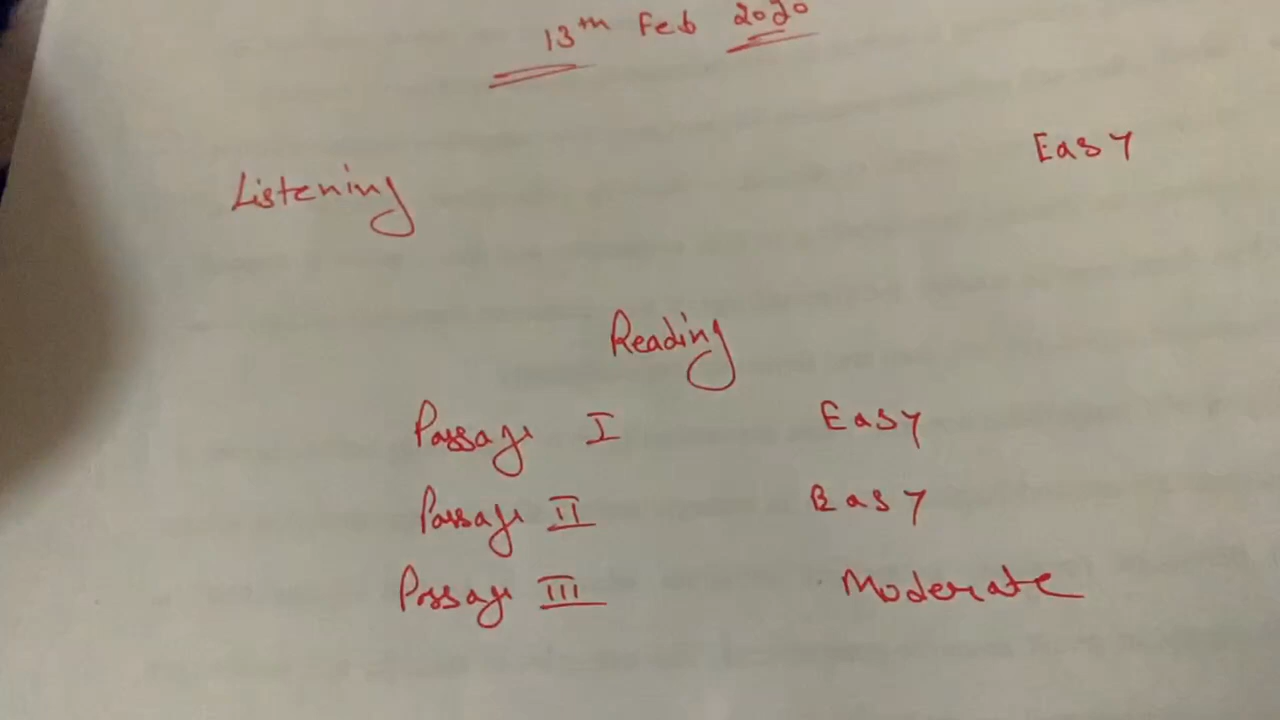 13th Feb 2020
Listening Easy
Reading
Passage I Easy
Passage II Easy
Passage III Moderate